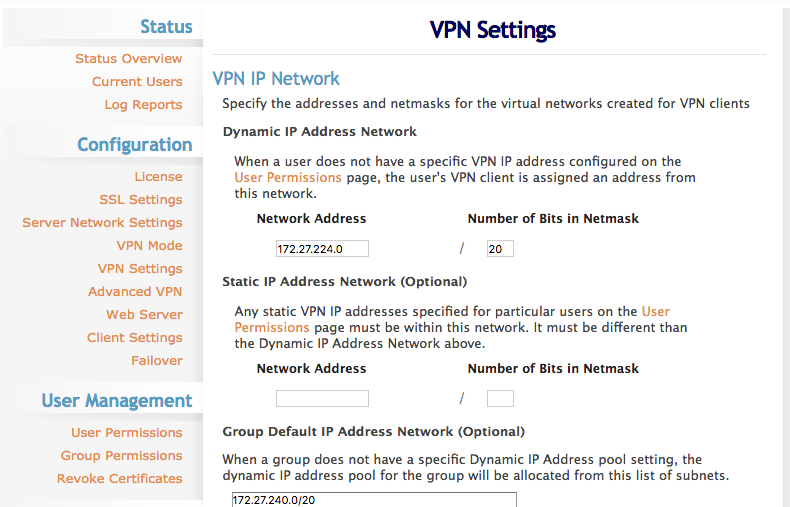 Status
Status Overview
Current Users
Log Reports
Configuration
License
SSL Settings
Server Network Settings
VPN Mode
VPN Settings
Advanced VPN
Web Server
Client Settings
Failover
User Management
User Permissions
Group Permissions
Revoke Certificates
VPN Settings
VPN IP Network
Specify the addresses and netmasks for the virtual networks created for VPN clients
Dynamic IP Address Network
When a user does not have a specific VPN IP address configured on the
User Permissions page, the user's VPN client is assigned an address from
this network.
Network Address Number of Bits in Netmask
172.27.224.0 / 20
Static IP Address Network (Optional)
Any static VPN IP addresses specified for particular users on the User
Permissions page must be within this network. It must be different than
the Dynamic IP Address Network above.
Network Address Number of Bits in Netmask
/
Group Default IP Address Network (Optional)
When a group does not have a specific Dynamic IP Address pool setting, the
dynamic IP address pool for the group will be allocated from this list of subnets.
172.27.240.0/20